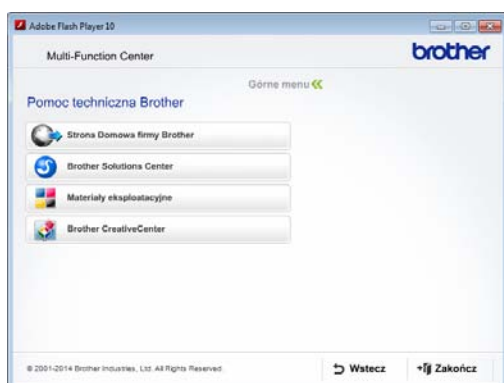 Adobe Flash Player 10
Multi-Function Center
brother
Górne menu
Pomoc techniczna Brother
Strona Domowa firmy Brother
Brother Solutions Center
Materiały eksploatacyjne
Brother CreativeCenter
© 2001-2014 Brother Industries, Ltd. All Rights Reserved.
Wstecz
Zakończ